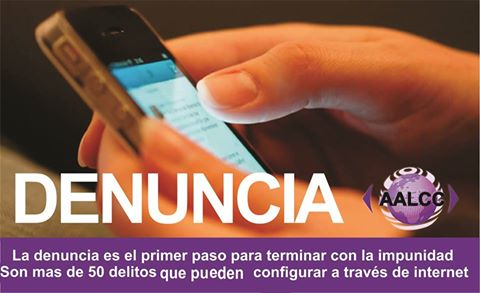 DENUNCIA
AALCC
La denuncia es el primer paso para terminar con la impunidad
Son mas de 50 delitos que pueden configurar a través de internet